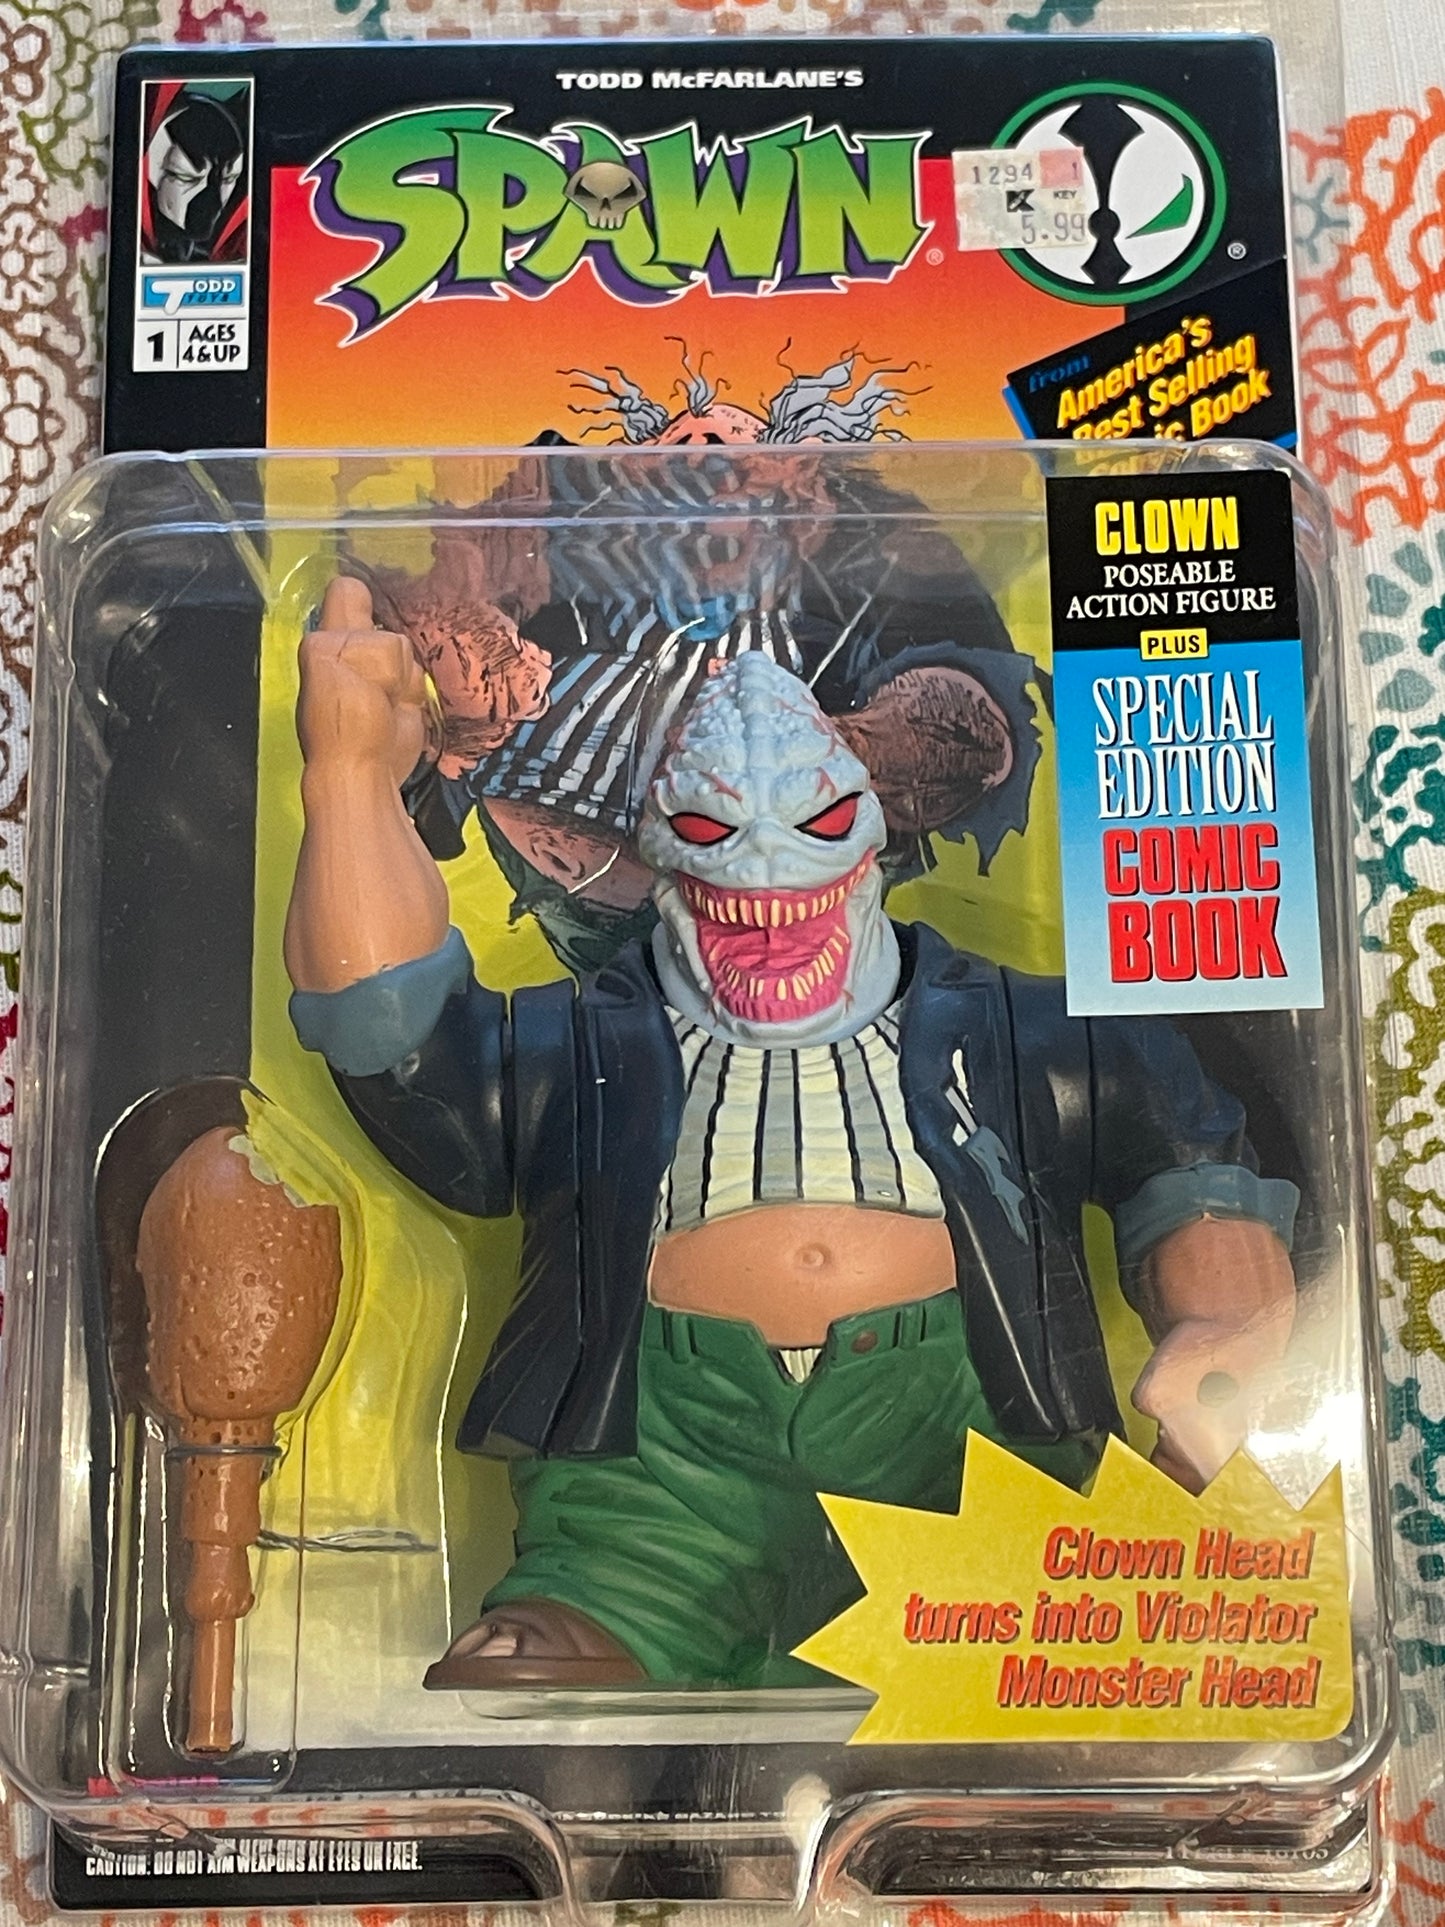 TODD McFARLANE'S
SPAWN
®
®
1294 1
K KEY
5.99
TODD
TOYS
1
AGES
4 & UP
from
America's
Best Selling
Book
CLOWN
POSEABLE
ACTION FIGURE
PLUS
SPECIAL
EDITION
COMIC
BOOK
Clown Head
turns into Violator
Monster Head
CAUTION: DO NOT AIM WEAPONS AT EYES OR FACE.